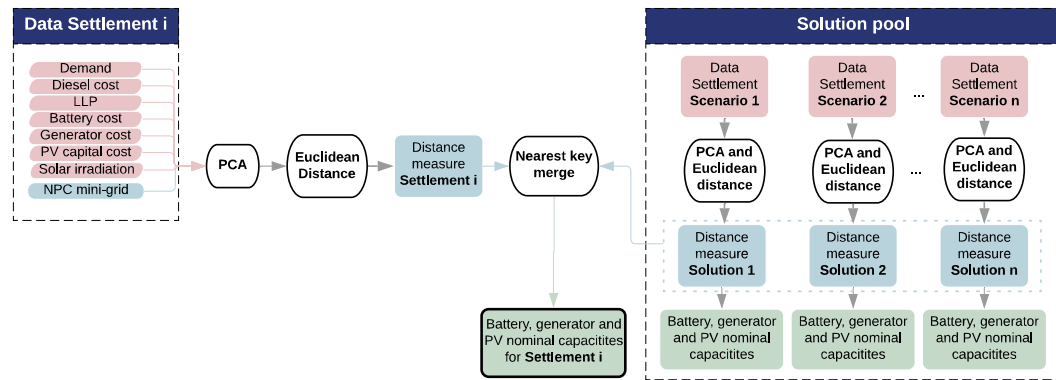 Data Settlement i
Demand
Diesel cost
LLP
Battery cost
Generator cost
PV capital cost
Solar irradiation
NPC mini-grid
PCA
Euclidean
Distance
Distance
measure
Settlement i
Nearest key
merge
Battery, generator and
PV nominal capacitites
for Settlement i
Solution pool
Data
Settlement
Scenario 1
Data
Settlement
Scenario 2
...
Data
Settlement
Scenario n
PCA and
Euclidean
distance
PCA and
Euclidean
distance
...
PCA and
Euclidean
distance
Distance
measure
Solution 1
Distance
measure
Solution 2
Distance
measure
Solution n
Battery, generator
and PV nominal
capacitites
Battery, generator
and PV nominal
capacitites
Battery, generator
and PV nominal
capacitites